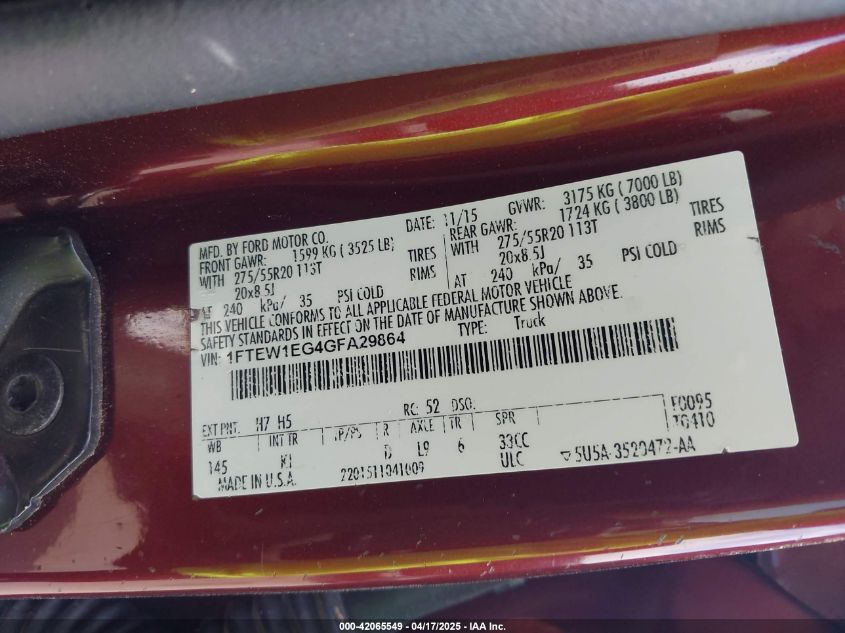 MFD. BY FORD MOTOR CO.
DATE: 11/15 GVWR: 3175 KG ( 7000 LB)
FRONT GAWR: 1599 KG ( 3525 LB)
REAR GAWR: 1724 KG ( 3800 LB)
WITH 275/55R20 113T TIRES
WITH 275/55R20 113T TIRES
20x8.5J RIMS
20x8.5J RIMS
AT 240 kPa/ 35 PSI COLD
AT 240 kPa/ 35 PSI COLD
THIS VEHICLE CONFORMS TO ALL APPLICABLE FEDERAL MOTOR VEHICLE
SAFETY STANDARDS IN EFFECT ON THE DATE OF MANUFACTURE SHOWN ABOVE.
VIN: 1FTEW1EG4GFA29864
TYPE: Truck
EXT PNT: H7 H5 RC: 52 DSO: F0095
WB INT TR TP/PS R AXLE TR SPR T6410
145 KJ D L9 6 33CC
MADE IN U.S.A. ULC
5U5A-3520472-AA
000-42065549 - 04/17/2025 - IAA Inc.